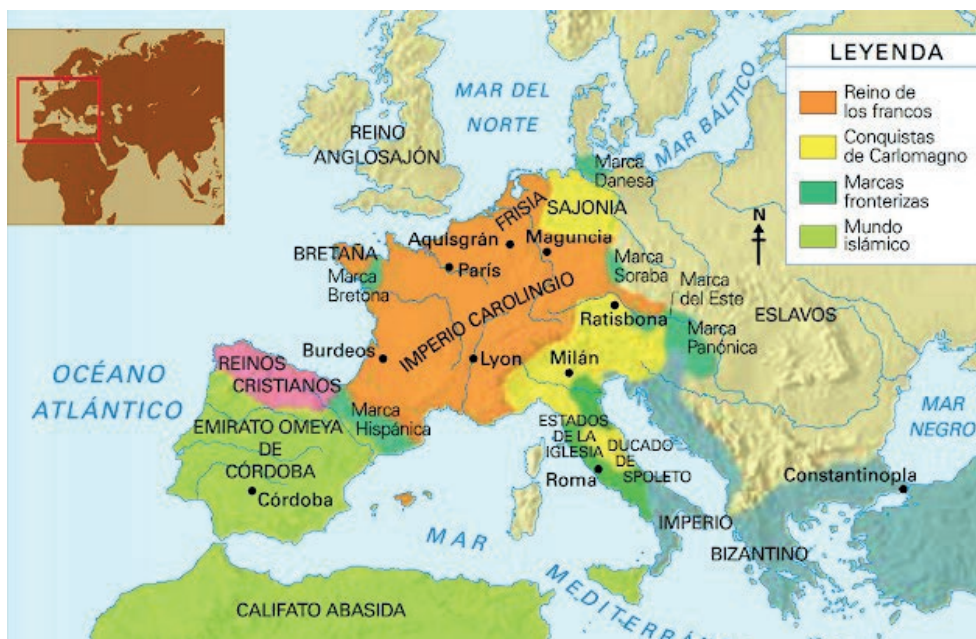 LEYENDA
Reino de
los francos
Conquistas
de Carlomagno
Marcas
fronterizas
Mundo
islámico
N
MAR DEL
NORTE
MAR BÁLTICO
REINO
ANGLOSAJÓN
Marca
Danesa
FRISIA
SAJONIA
Aquisgrán
Maguncia
BRETAÑA
Marca
Bretona
París
Marca
Soraba
Marca
del Este
ESLAVOS
IMPERIO CAROLINGIO
Ratisbona
Marca
Panónica
Burdeos
Lyon
Milán
OCÉANO
ATLÁNTICO
REINOS
CRISTIANOS
Marca
Hispánica
MAR
NEGRO
EMIRATO OMEYA
DE
CÓRDOBA
Córdoba
ESTADOS
DE LA
IGLESIA
DUCADO
DE
SPOLETO
Roma
Constantinopla
IMPERIO
BIZANTINO
MAR
MEDITERRÁN
CALIFATO ABASIDA